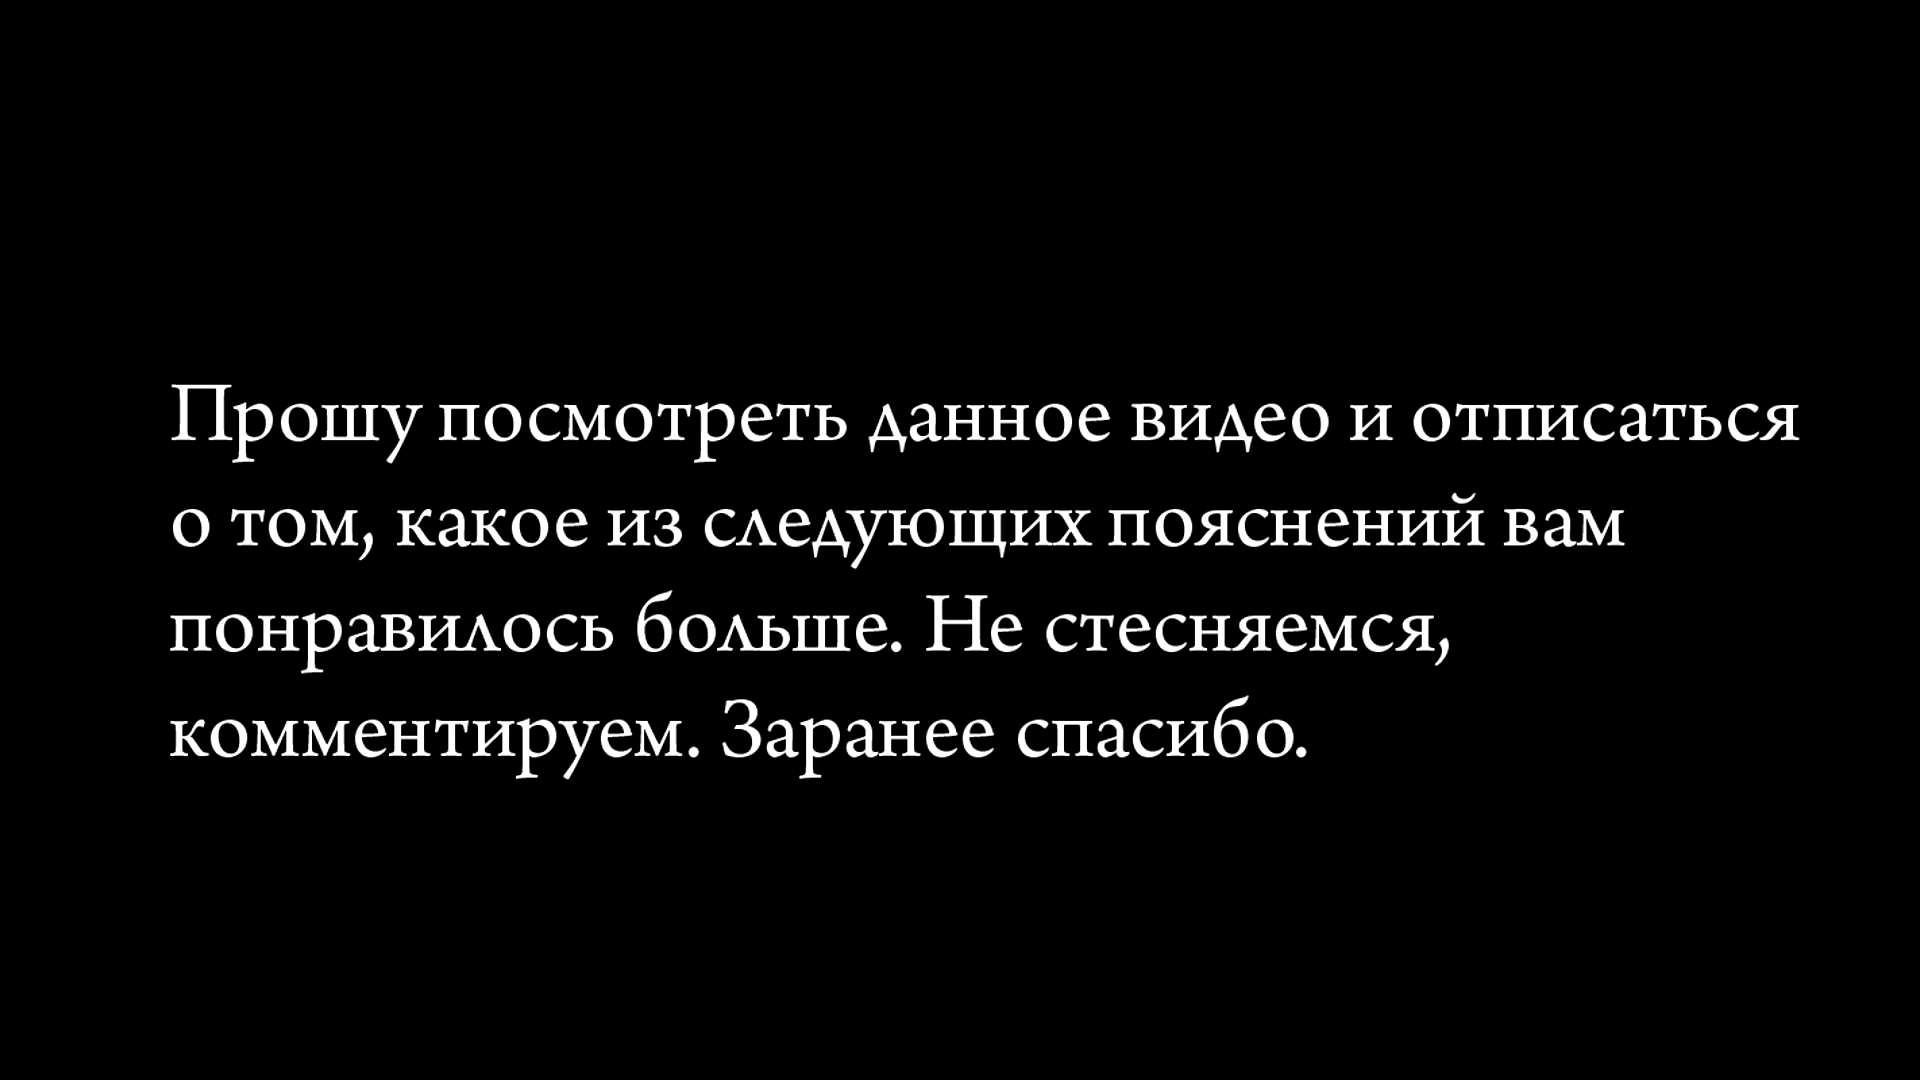 Прошу посмотреть данное видео и отписаться
о том, какое из следующих пояснений вам
понравилось больше. Не стесняемся,
комментируем. Заранее спасибо.